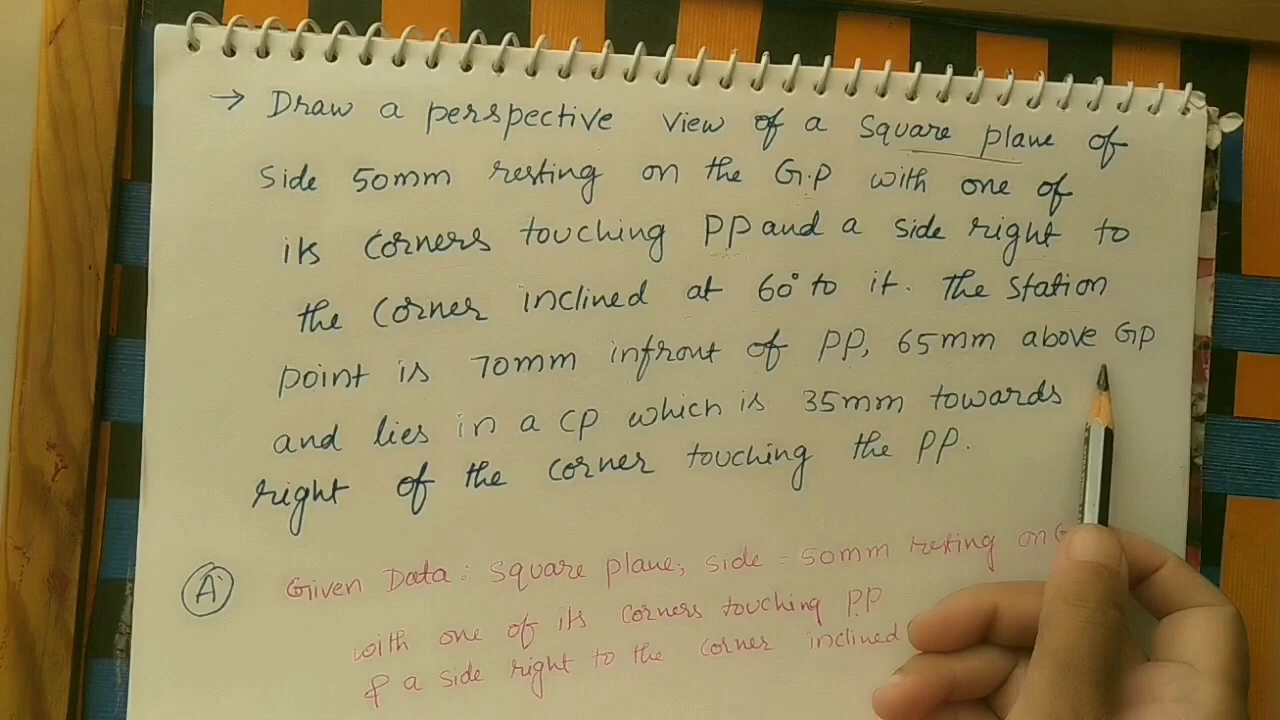 → Draw a perspective view of a square plane of
side 50mm resting on the G.P with one of
its corners touching PP and a side right to
the corner inclined at 60° to it. The station
point is 70mm infront of PP, 65mm above GP
and lies in a CP which is 35mm towards
right of the corner touching the PP.
A Given Data: square plane; side = 50mm resting on
with one of its corners touching PP
& a side right to the corner inclined